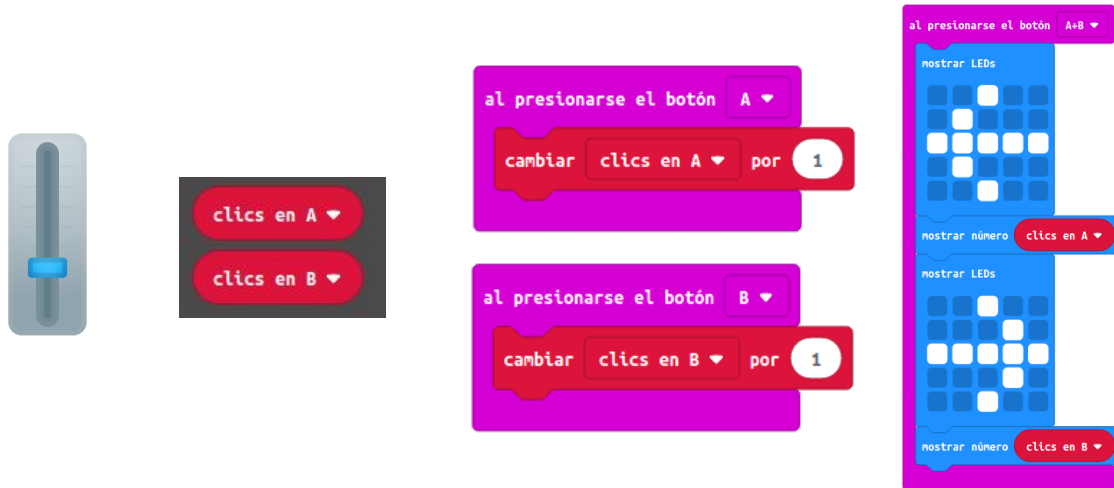 clics en A
clics en B
al presionarse el botón A
cambiar clics en A por 1
al presionarse el botón B
cambiar clics en B por 1
al presionarse el botón A+B
mostrar LEDs
mostrar número clics en A
mostrar LEDs
mostrar número clics en B